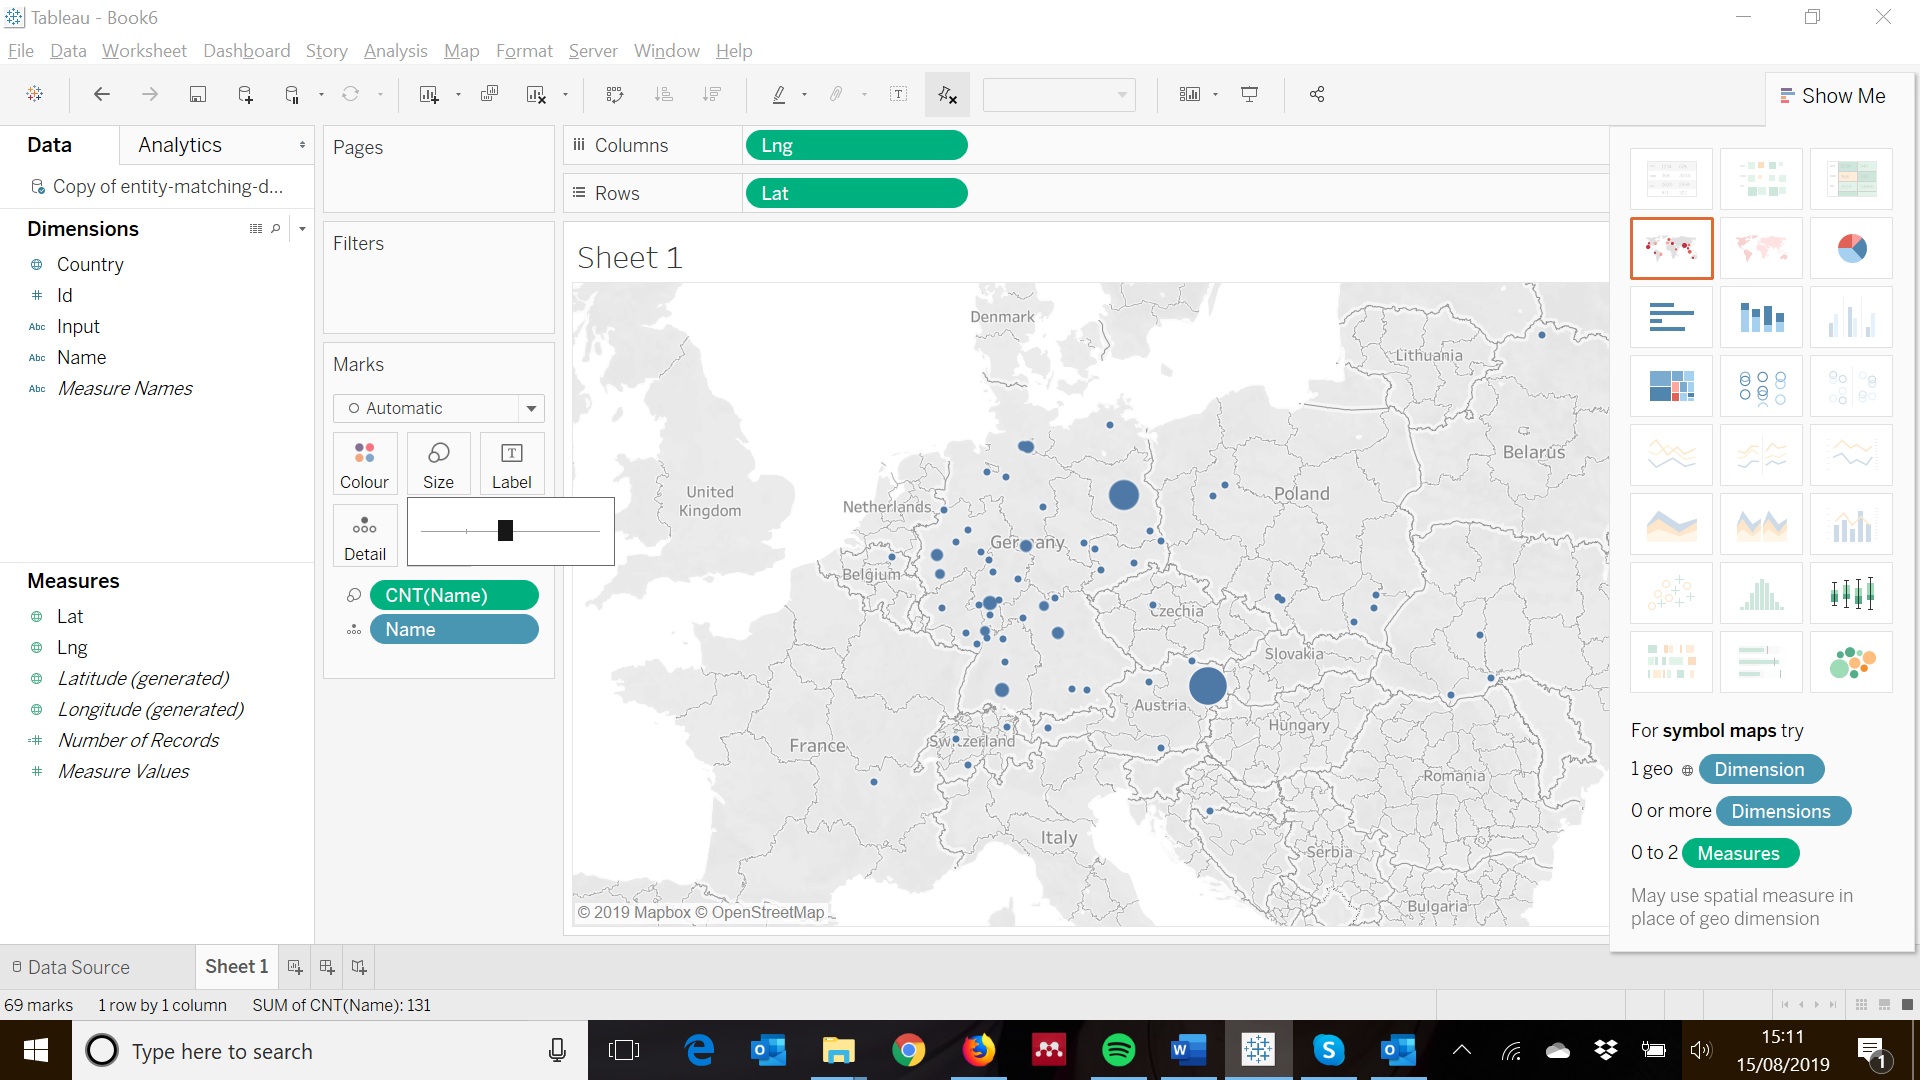 Tableau - Book6
File Data Worksheet Dashboard Story Analysis Map Format Server Window Help
Show Me
Data
Analytics
Copy of entity-matching-d...
Dimensions
Country
Id
Abc Input
Abc Name
Abc Measure Names
Measures
Lat
Lng
Latitude (generated)
Longitude (generated)
Number of Records
Measure Values
Pages
Filters
Marks
Automatic
Colour Size Label
Detail
CNT(Name)
Name
Columns Lng
Rows Lat
Sheet 1
Denmark
Lithuania
Belarus
United
Kingdom
Netherlands
Poland
Germany
Belgium
Czechia
Slovakia
Austria
Hungary
France
Switzerland
Romania
Italy
Serbia
Bulgaria
© 2019 Mapbox © OpenStreetMap
For symbol maps try
1 geo Dimension
0 or more Dimensions
0 to 2 Measures
May use spatial measure in
place of geo dimension
Data Source
Sheet 1
69 marks 1 row by 1 column SUM of CNT(Name): 131
Type here to search
15:11
15/08/2019
1